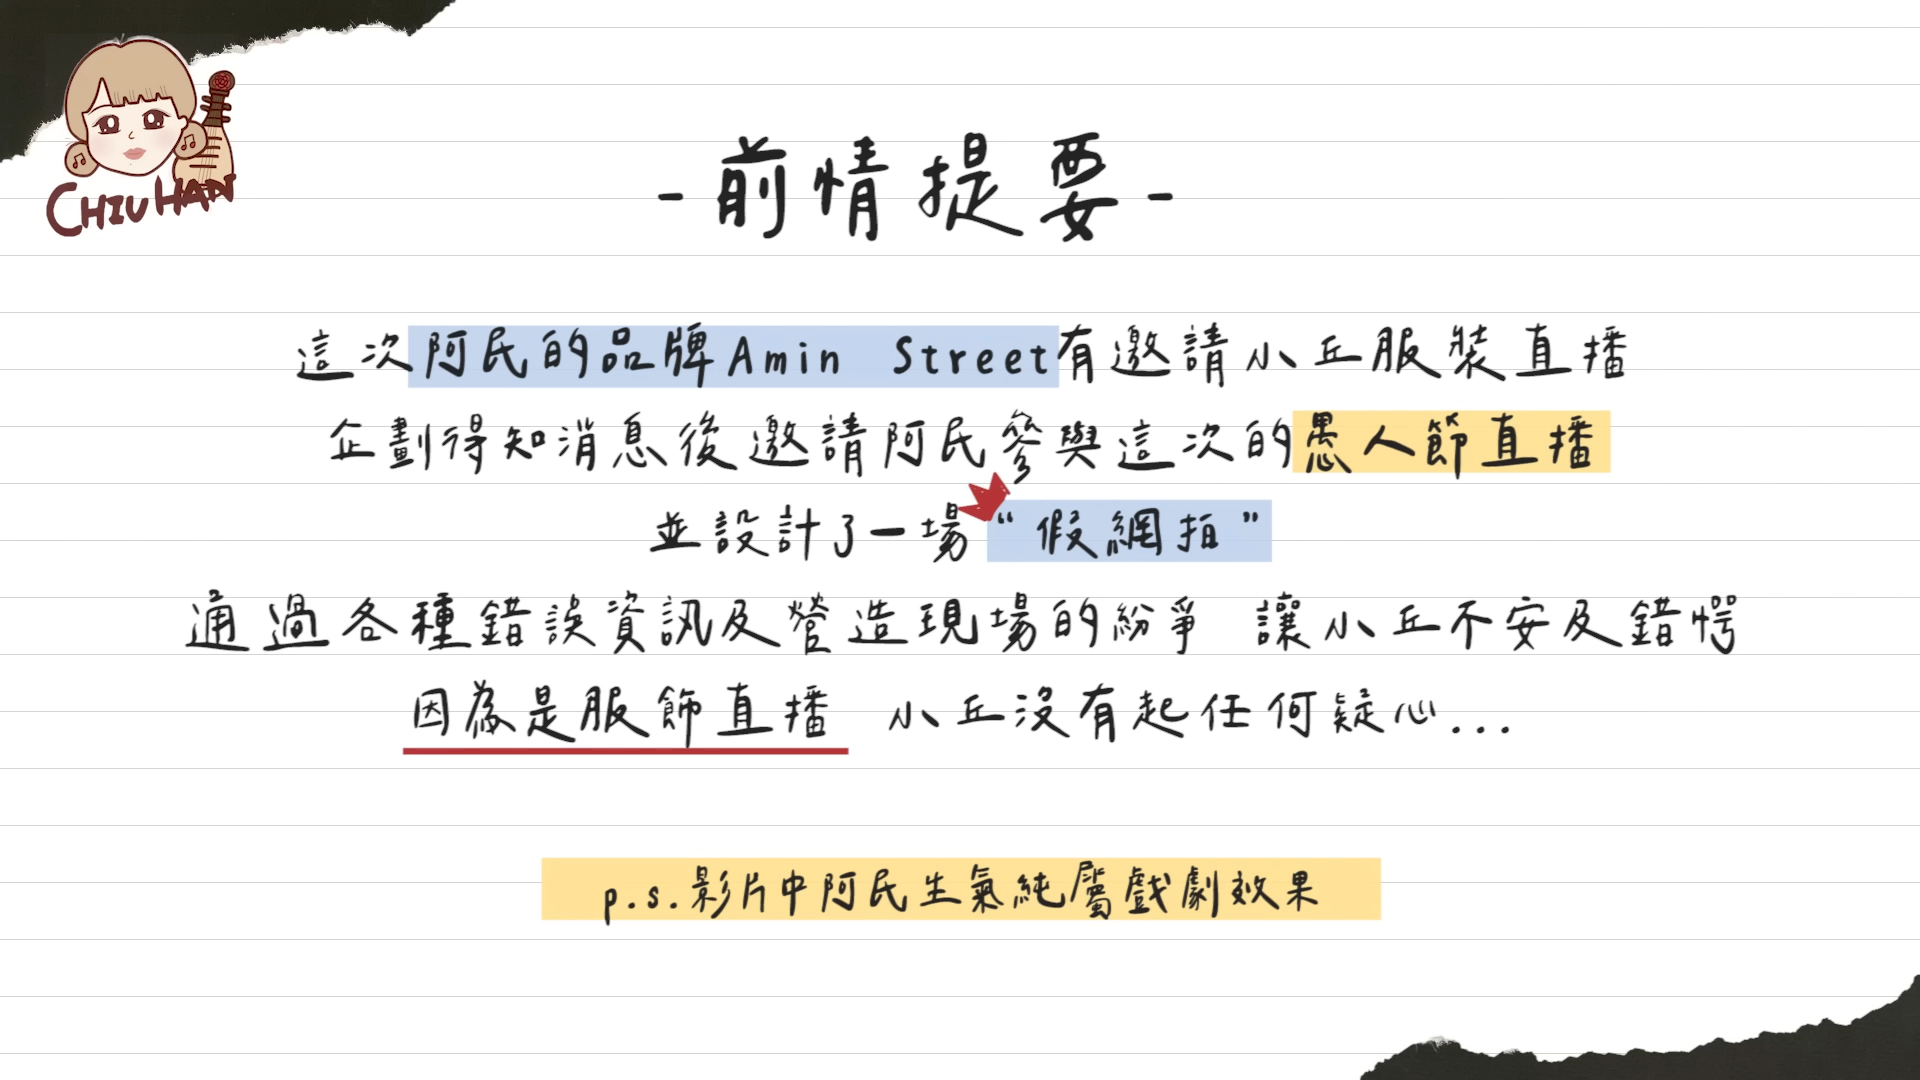 CHIUHAN
-前情提要-
這次阿民的品牌Amin Street有邀請小丘服裝直播
企劃得知消息後邀請阿民參與這次的愚人節直播
並設計了一場“假網拍”
通過各種錯誤資訊及營造現場的紛爭 讓小丘不安及錯愕
因為是服飾直播 小丘沒有起任何疑心...
p.s.影片中阿民生氣純屬戲劇效果